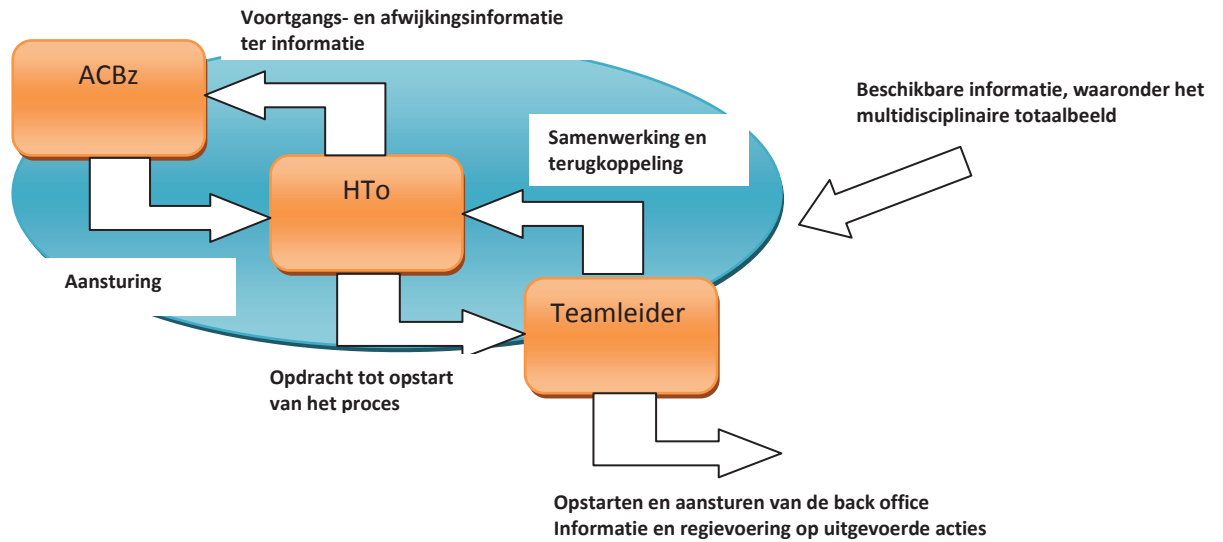 Voortgangs- en afwijkingsinformatie
ter informatie
ACBz
Beschikbare informatie, waaronder het
multidisciplinaire totaalbeeld
Samenwerking en
terugkoppeling
HTo
Aansturing
Teamleider
Opdracht tot opstart
van het proces
Opstarten en aansturen van de back office
Informatie en regievoering op uitgevoerde acties